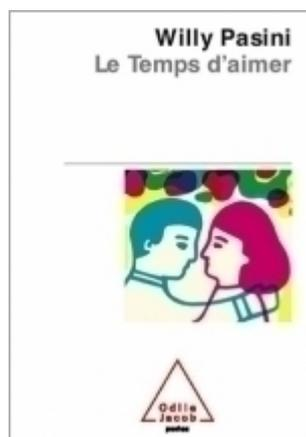 Willy Pasini
Le Temps d'aimer
Odile
Jacob
poches